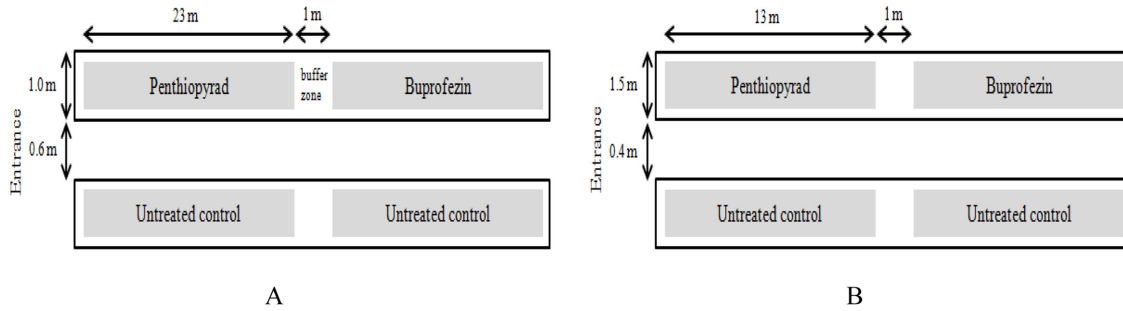 23 m
1 m
1.0 m
Penthiopyrad
buffer
zone
Buprofezin
0.6 m
Entrance
Untreated control
Untreated control
A
13 m
1 m
1.5 m
Penthiopyrad
Buprofezin
0.4 m
Entrance
Untreated control
Untreated control
B